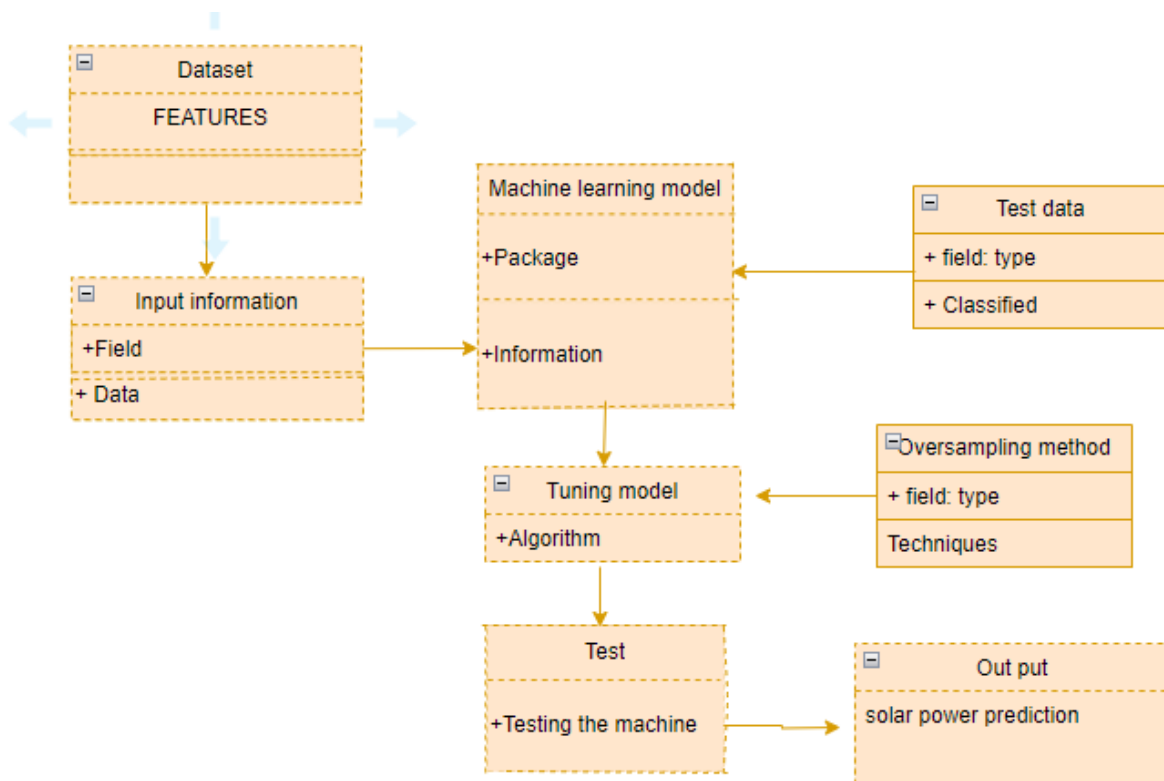 Dataset
FEATURES
Input information
+Field
+ Data
Machine learning model
+Package
+Information
Test data
+ field: type
+ Classified
Oversampling method
+ field: type
Techniques
Tuning model
+Algorithm
Test
+Testing the machine
Out put
solar power prediction